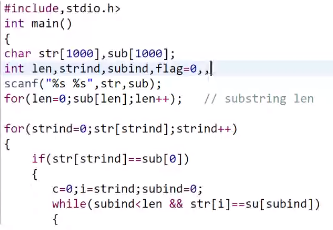 #include,stdio.h>
int main()
{
char str[1000],sub[1000];
int len,strind,subind,flag=0,,
scanf("%s %s",str,sub);
for(len=0;sub[len];len++);   // substring len

for(strind=0;str[strind];strind++)
{
    if(str[strind]==sub[0])
    {
        c=0;i=strind;subind=0;
        while(subind<len && str[i]==su[subind])
        {